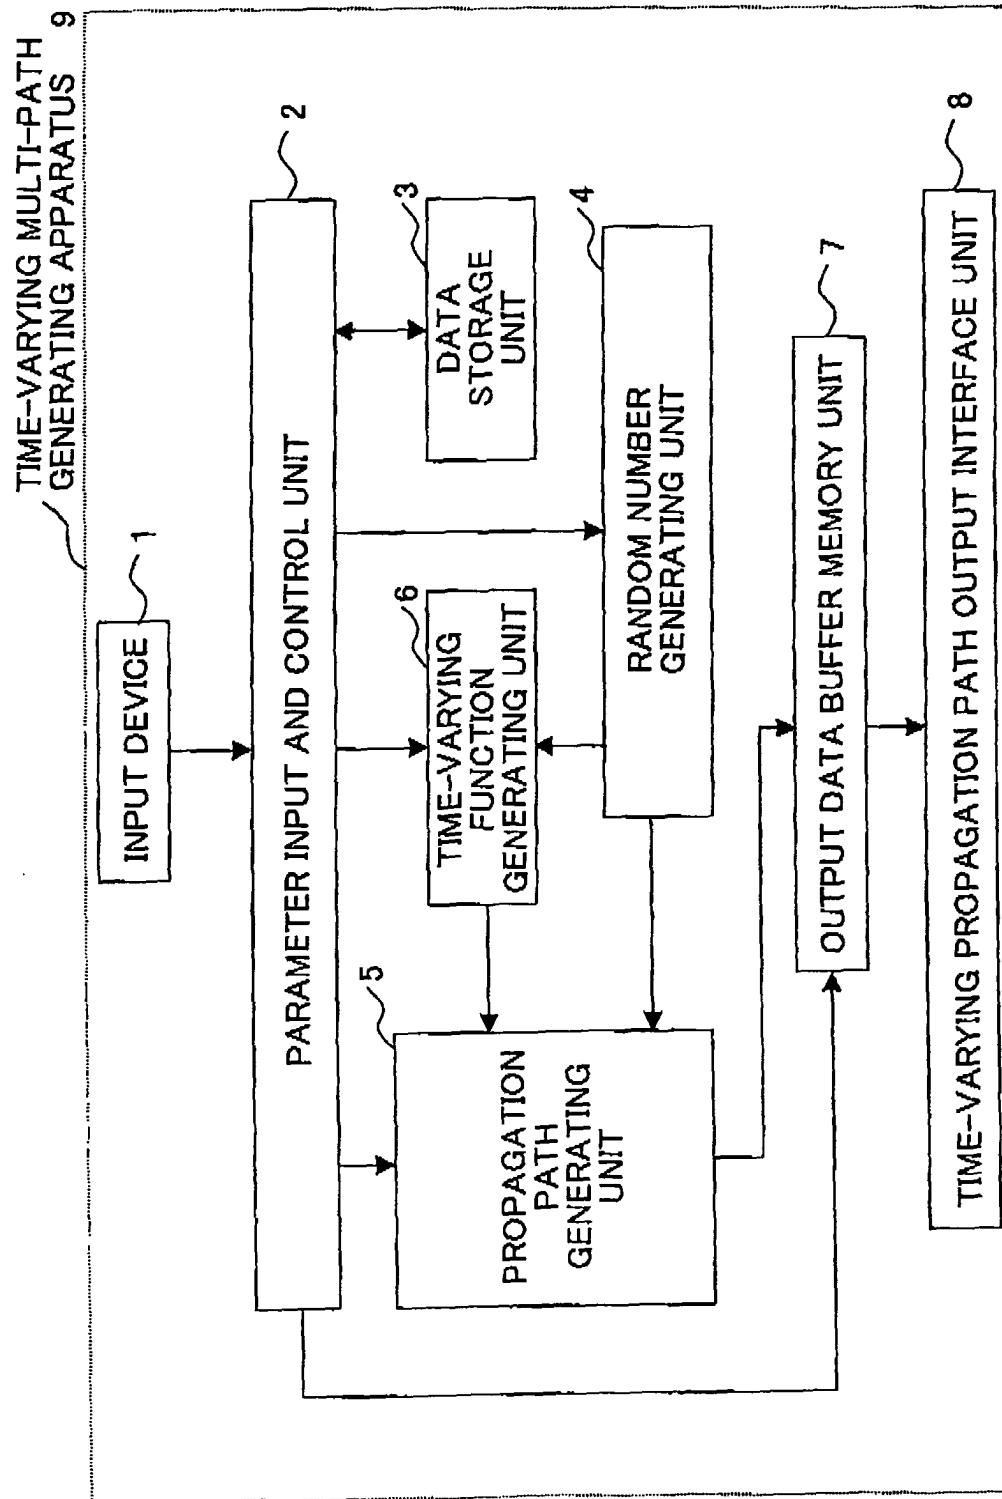 TIME-VARYING MULTI-PATH
GENERATING APPARATUS 9
INPUT DEVICE
1
2
PARAMETER INPUT AND CONTROL UNIT
3
DATA
STORAGE
UNIT
6
TIME-VARYING
FUNCTION
GENERATING UNIT
4
RANDOM NUMBER
GENERATING UNIT
5
PROPAGATION
PATH
GENERATING
UNIT
7
OUTPUT DATA BUFFER MEMORY UNIT
8
TIME-VARYING PROPAGATION PATH OUTPUT INTERFACE UNIT